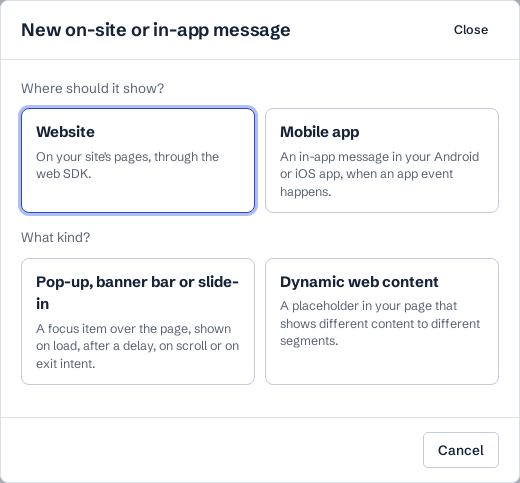 New on-site or in-app message
Close
Where should it show?
Website
On your site's pages, through the
web SDK.
Mobile app
An in-app message in your Android
or iOS app, when an app event
happens.
What kind?
Pop-up, banner bar or slide-
in
A focus item over the page, shown
on load, after a delay, on scroll or on
exit intent.
Dynamic web content
A placeholder in your page that
shows different content to different
segments.
Cancel